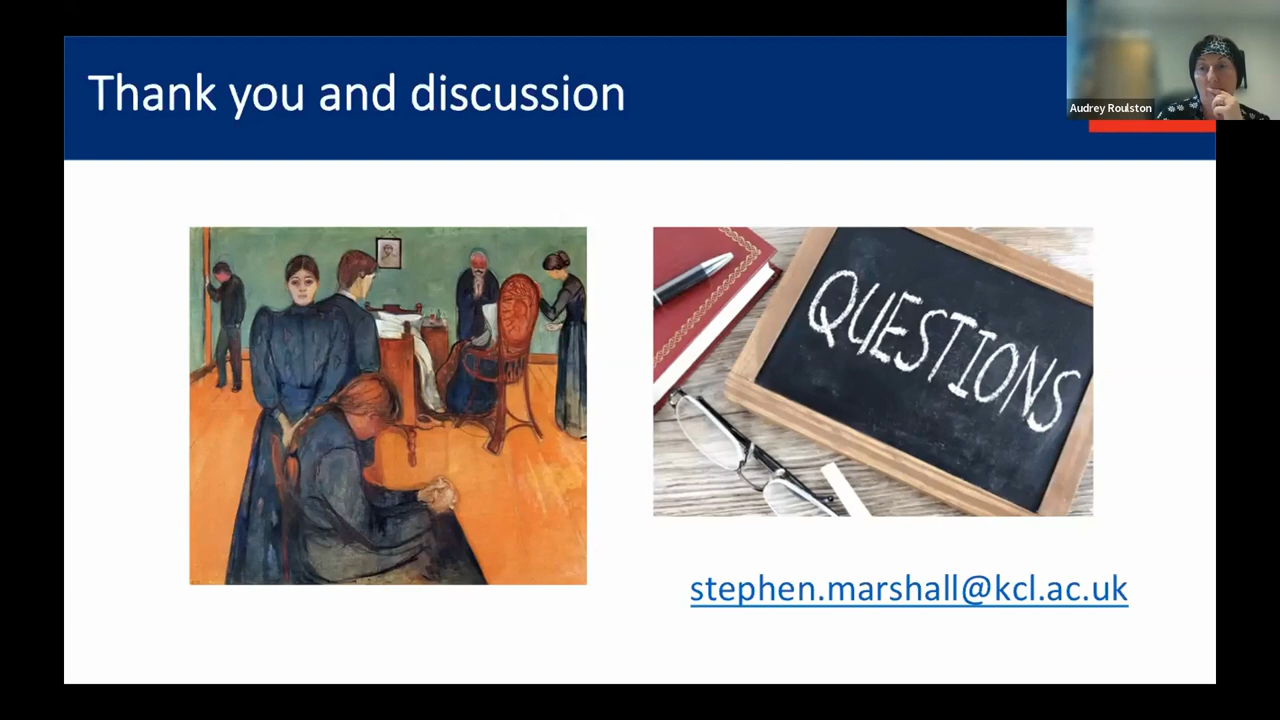 Thank you and discussion
Audrey Roulston
QUESTIONS
stephen.marshall@kcl.ac.uk